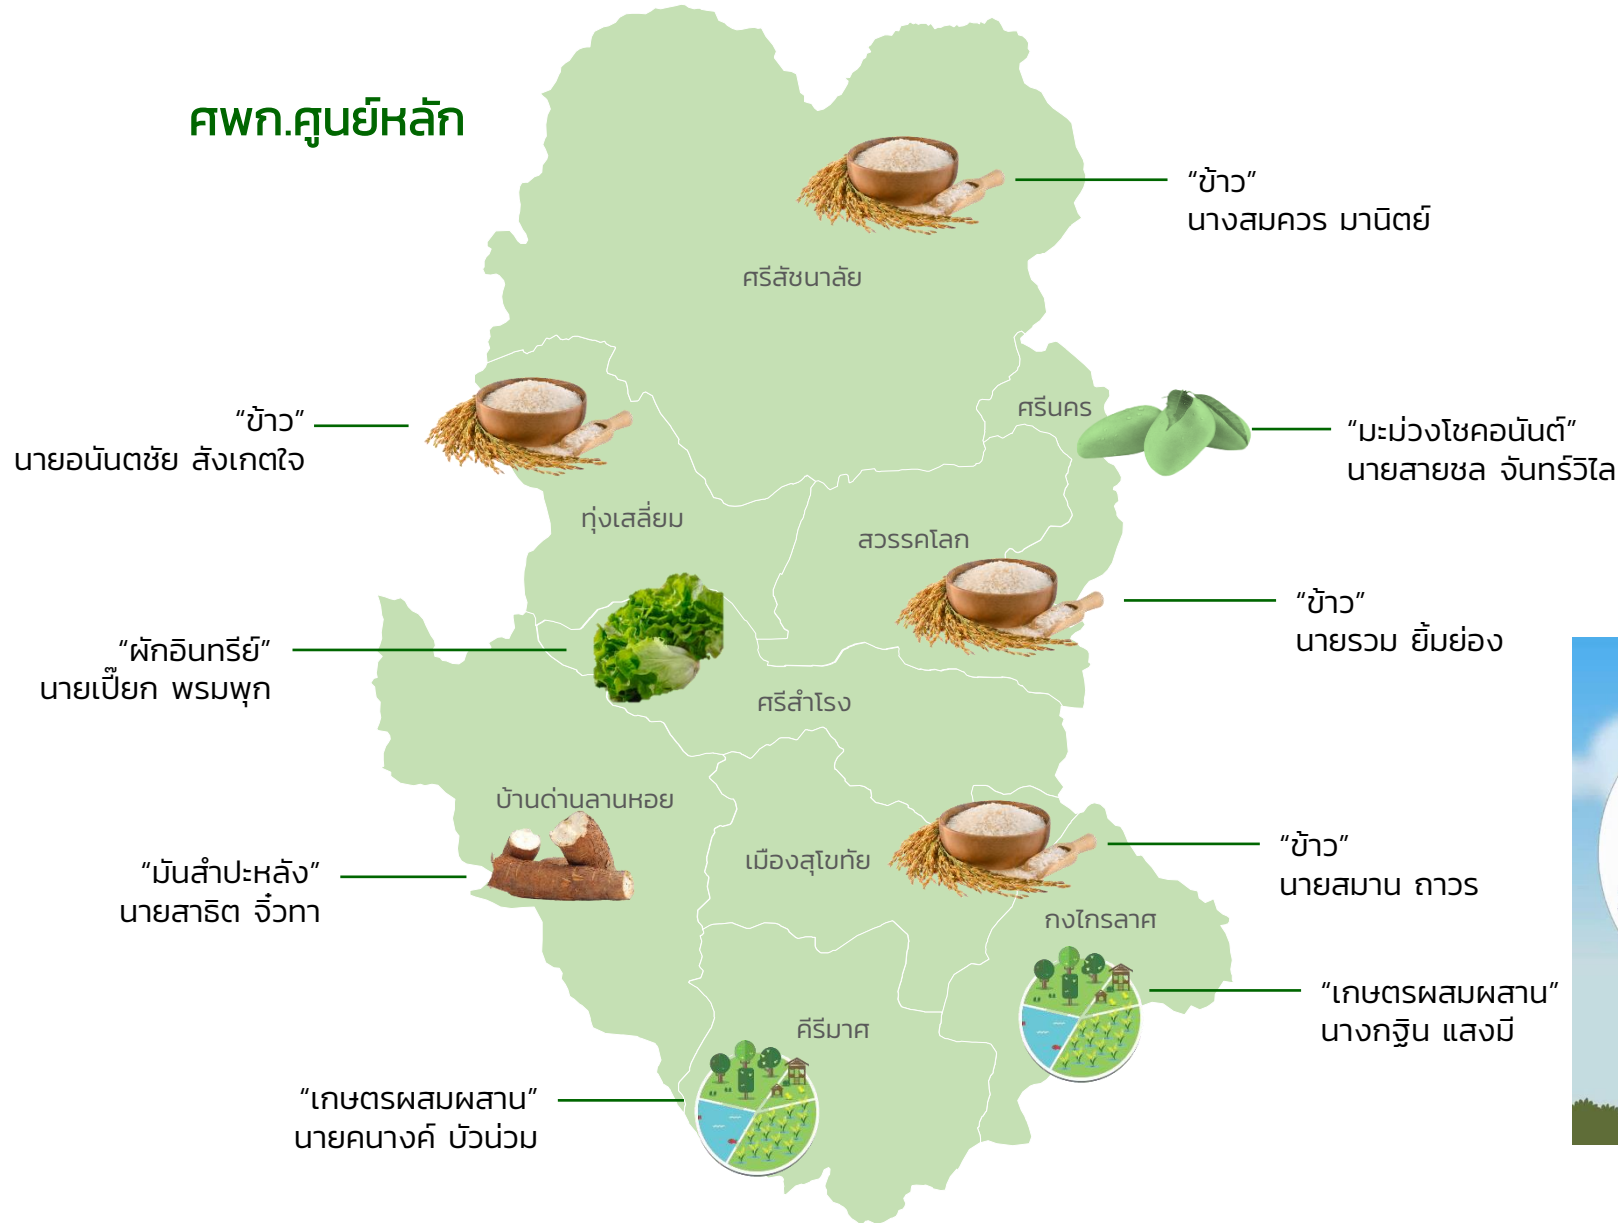 ศพก.ศูนย์หลัก
“ข้าว”
นางสมควร มานิตย์
ศรีสัชนาลัย
ศรีนคร
“ข้าว”
นายอนันตชัย สังเกตใจ
“มะม่วงโชคอนันต์”
นายสายชล จันทร์วิไล
ทุ่งเสลี่ยม
สวรรคโลก
“ข้าว”
นายรวม ยิ้มย่อง
“ผักอินทรีย์”
นายเปี๊ยก พรมพุก
ศรีสำโรง
บ้านด่านลานหอย
เมืองสุโขทัย
“ข้าว”
นายสมาน ถาวร
“มันสำปะหลัง”
นายสาธิต จิ๋วทา
กงไกรลาศ
“เกษตรผสมผสาน”
นางกฐิน แสงมี
คีรีมาศ
“เกษตรผสมผสาน”
นายคนางค์ บัวน่วม